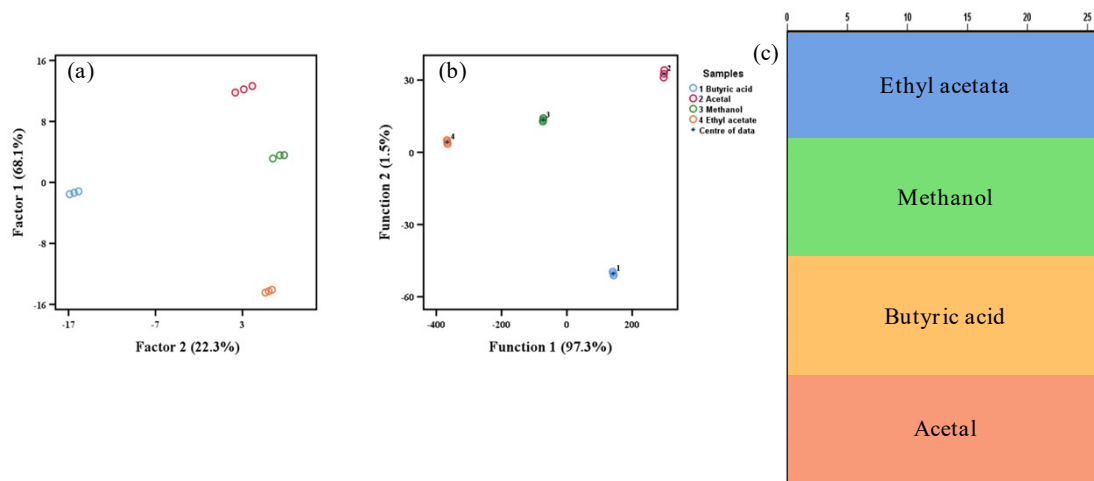 (a)
16
8
0
-8
-16
Factor 1 (68.1%)
-17 -7 3
Factor 2 (22.3%)
(b)
30
0
-30
-60
Function 2 (1.5%)
-400 -200 0 200
Function 1 (97.3%)
2
3
4
1
Samples
1 Butyric acid
2 Acetal
3 Methanol
4 Ethyl acetate
Centre of data
(c)
0 5 10 15 20 25
Ethyl acetata
Methanol
Butyric acid
Acetal